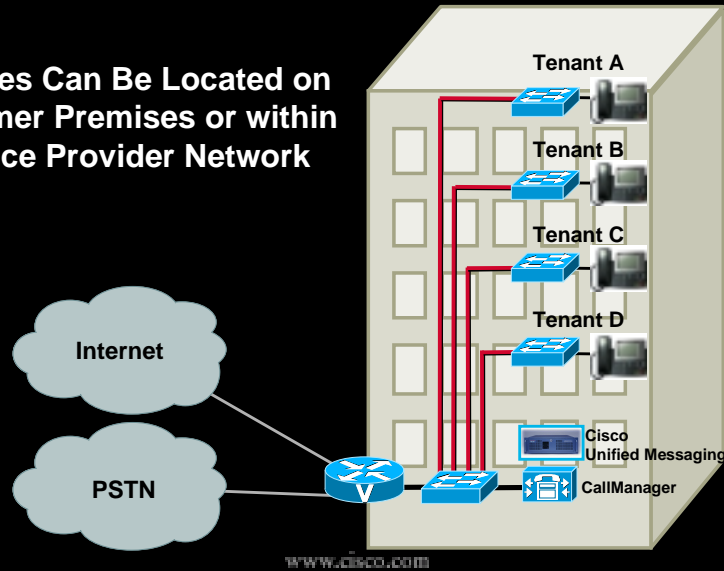 es Can Be Located on
mer Premises or within
ce Provider Network
Tenant A
Tenant B
Tenant C
Tenant D
Internet
PSTN
V
Cisco
Unified Messaging
CallManager
www.cisco.com